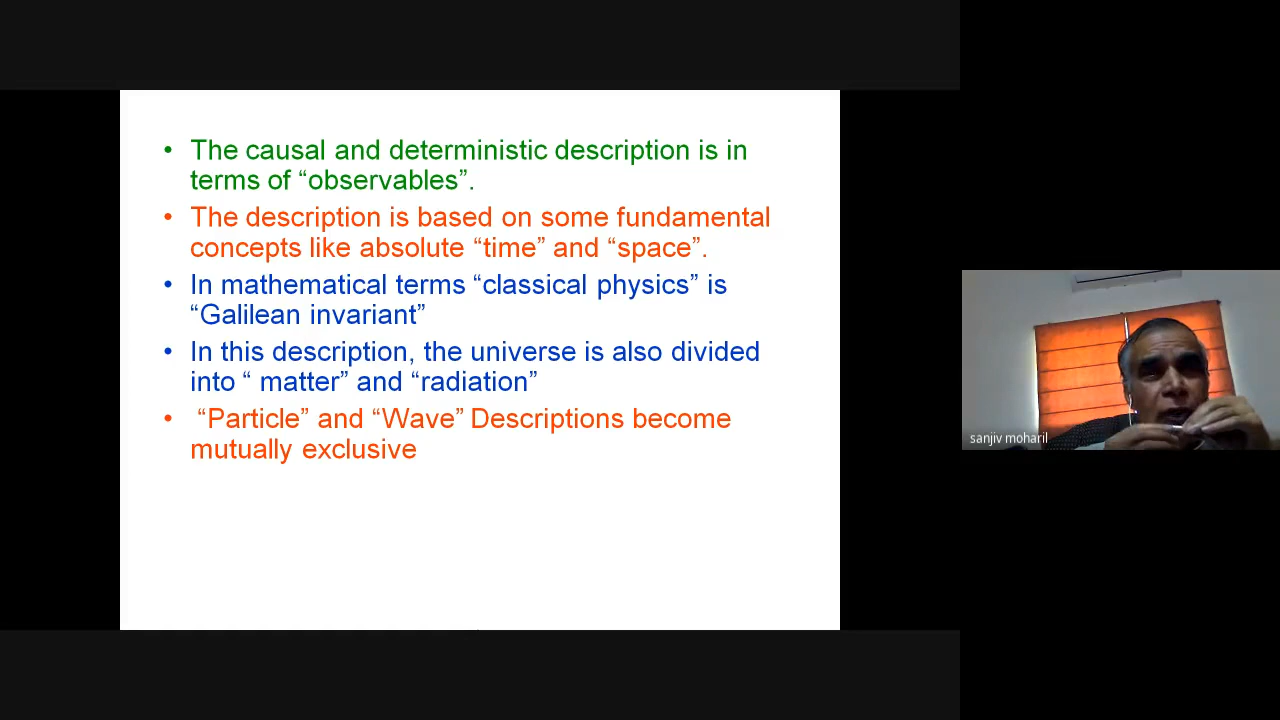 • The causal and deterministic description is in
terms of “observables”.
• The description is based on some fundamental
concepts like absolute “time” and “space”.
• In mathematical terms “classical physics” is
“Galilean invariant”
• In this description, the universe is also divided
into “ matter” and “radiation”
• “Particle” and “Wave” Descriptions become
mutually exclusive
sanjiv moharil